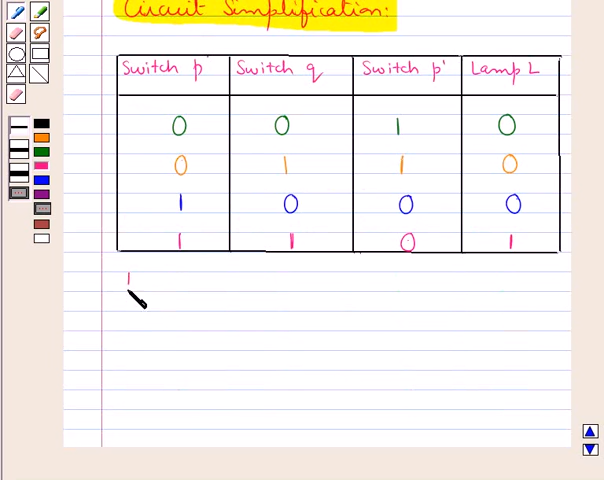 Circuit Simplification:
Switch p Switch q Switch p' Lamp L
0 0 1 0
0 1 1 0
1 0 0 0
1 1 0 1